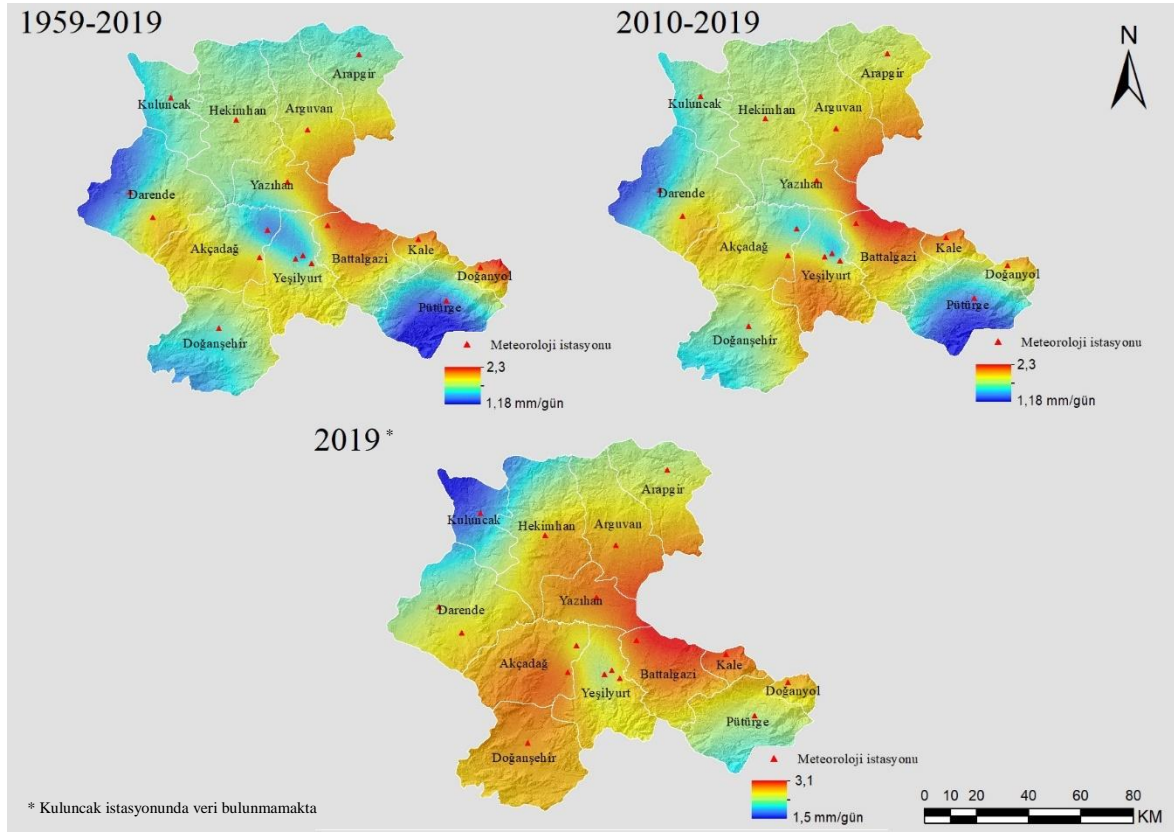 1959-2019
Arapgir
Kuluncak
Hekimhan
Arguvan
Yazıhan
Darende
Akçadağ
Yeşilyurt
Battalgazi
Kale
Doğanyol
Pütürge
Doğanşehir
Meteoroloji istasyonu
2,3
1,18 mm/gün
2010-2019
N
Arapgir
Kuluncak
Hekimhan
Arguvan
Yazıhan
Darende
Akçadağ
Yeşilyurt
Battalgazi
Kale
Doğanyol
Pütürge
Doğanşehir
Meteoroloji istasyonu
2,3
1,18 mm/gün
2019 *
Arapgir
Kuluncak
Hekimhan
Arguvan
Yazıhan
Darende
Akçadağ
Yeşilyurt
Battalgazi
Kale
Doğanyol
Pütürge
Doğanşehir
Meteoroloji istasyonu
3,1
1,5 mm/gün
0 10 20 40 60 80
KM
* Kuluncak istasyonunda veri bulunmamakta